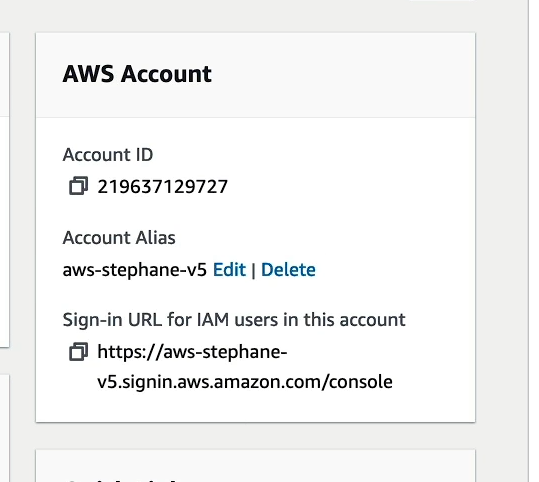 AWS Account
Account ID
219637129727
Account Alias
aws-stephane-v5 Edit | Delete
Sign-in URL for IAM users in this account
https://aws-stephane-
v5.signin.aws.amazon.com/console